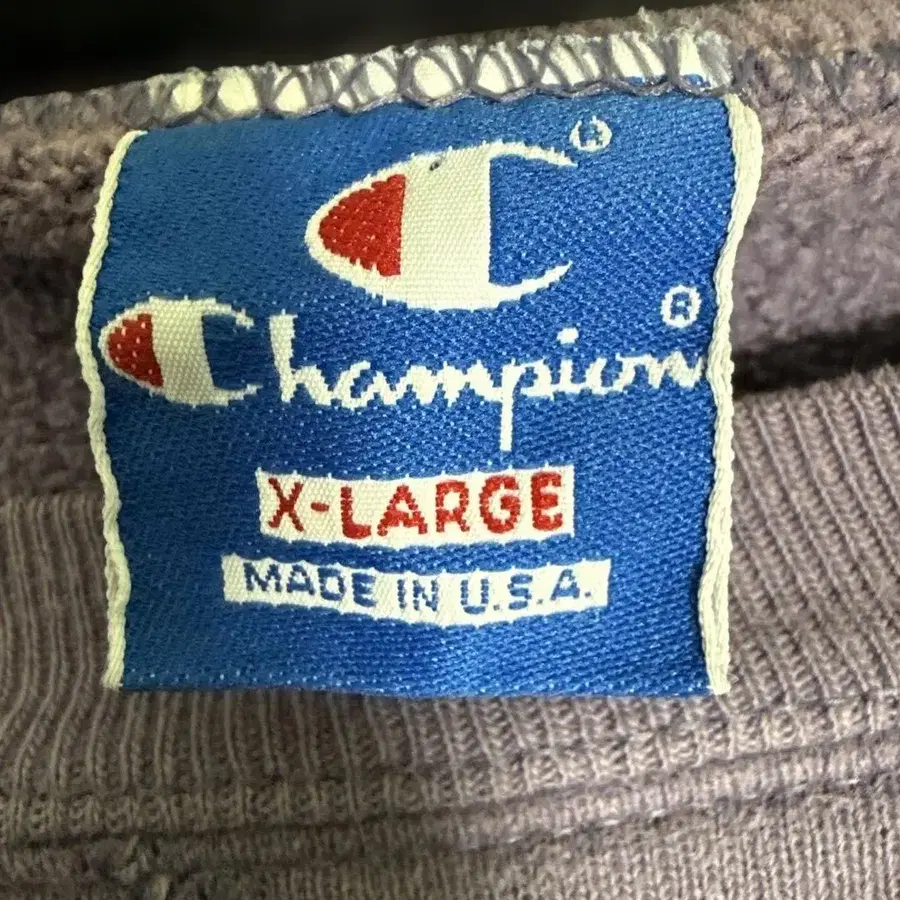 ®
Champion®
X-LARGE
MADE IN U.S.A.